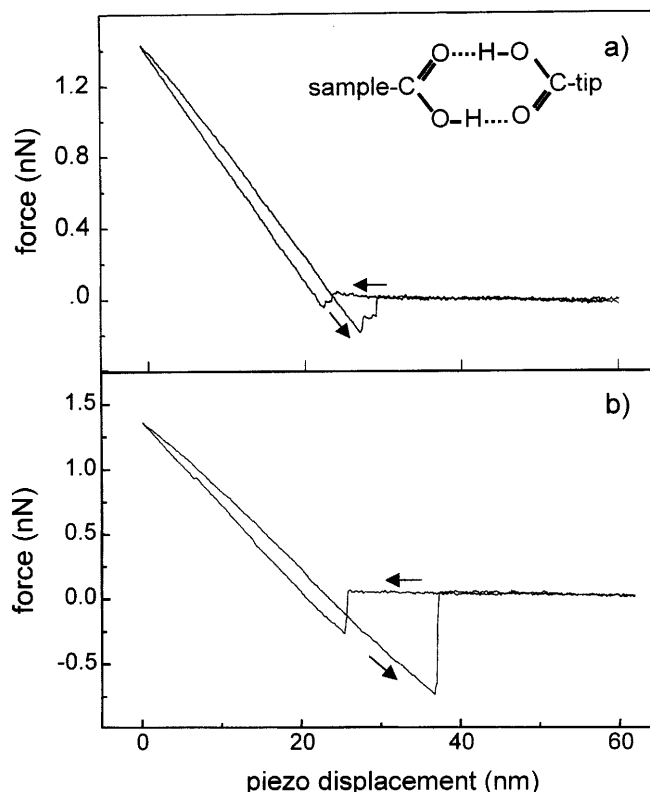 a)
O····H-O
sample-C C-tip
O-H····O
force (nN)
1.2
0.8
0.4
.0
b)
force (nN)
1.5
1.0
0.5
0.0
-0.5
0 20 40 60
piezo displacement (nm)